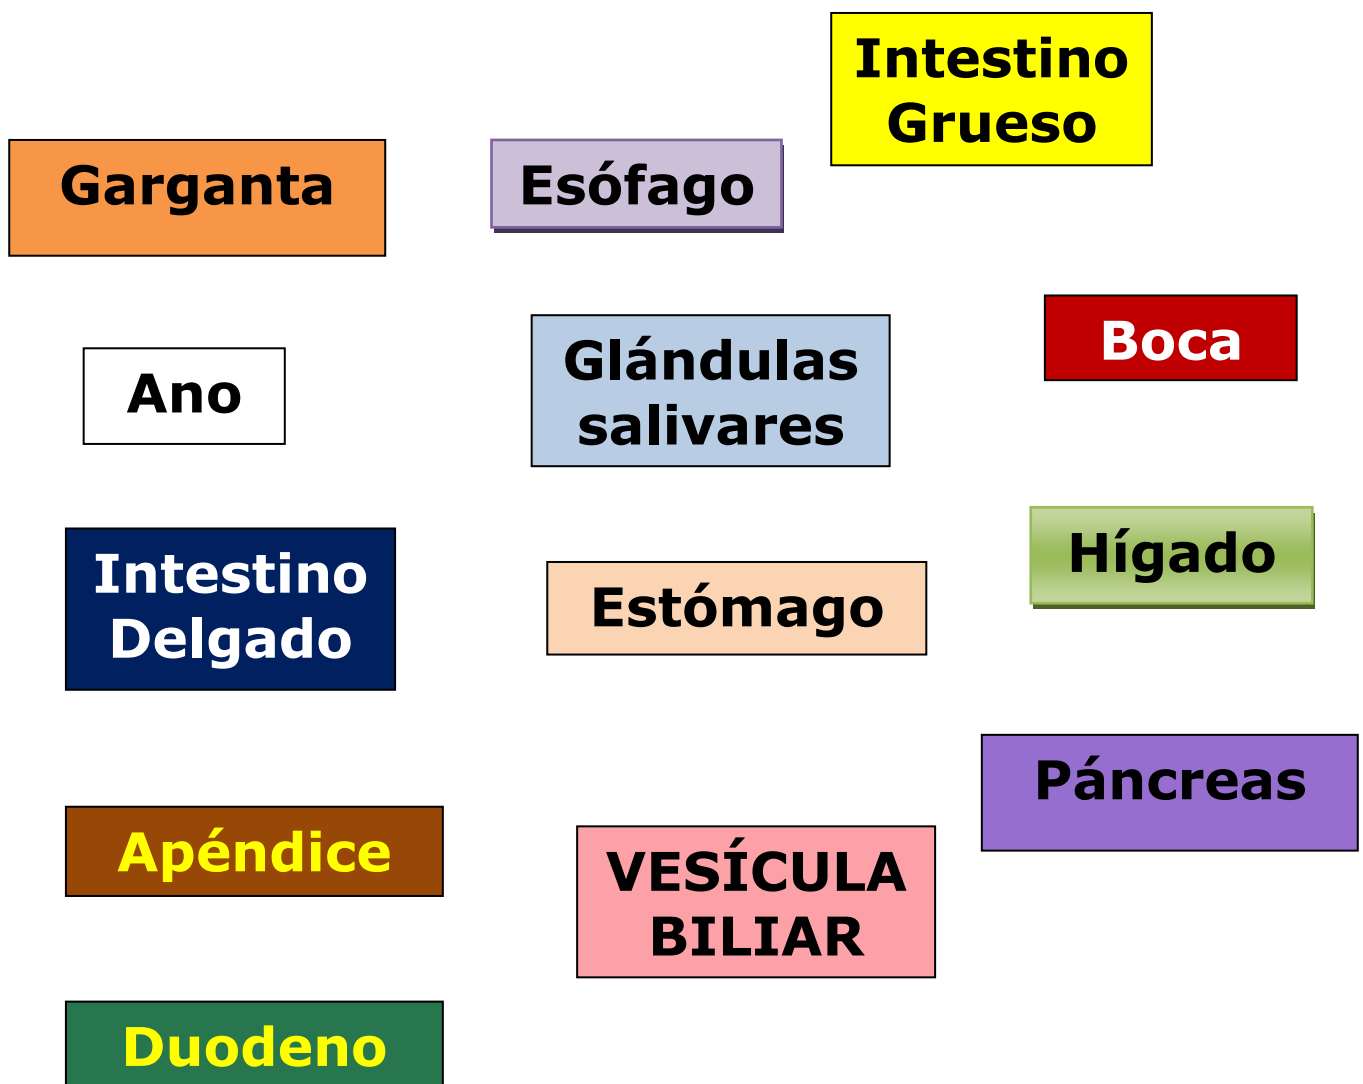 Intestino
Grueso
Garganta
Esófago
Boca
Glándulas
salivares
Ano
Hígado
Intestino
Delgado
Estómago
Páncreas
Apéndice
VESÍCULA
BILIAR
Duodeno